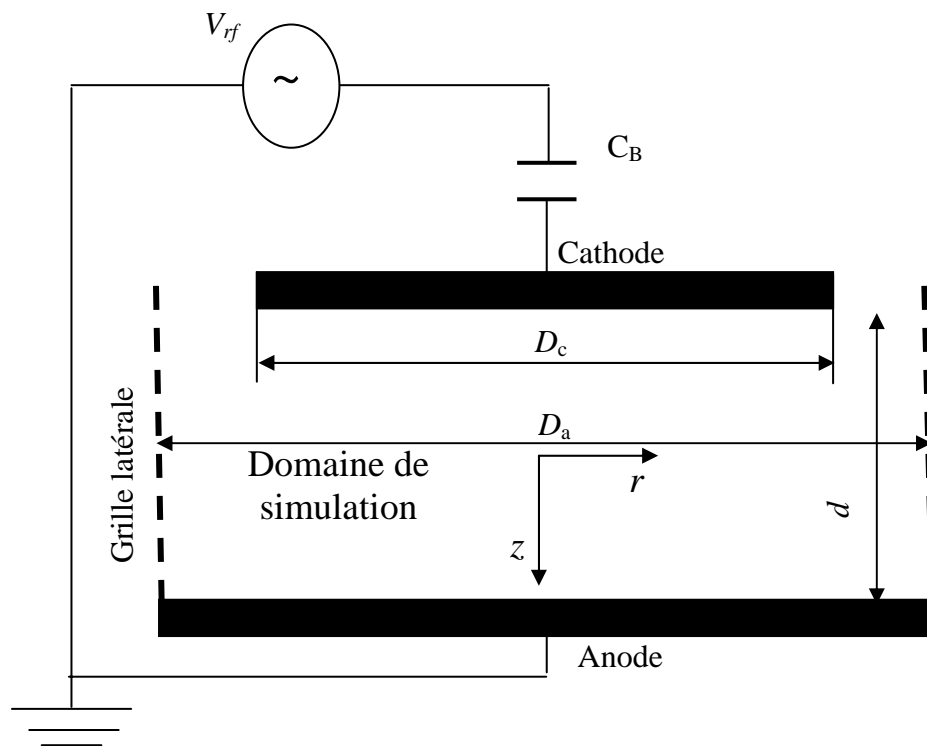 V_rf
~
C_B
Cathode
D_c
Grille latérale
D_a
Domaine de
simulation
r
d
z
Anode